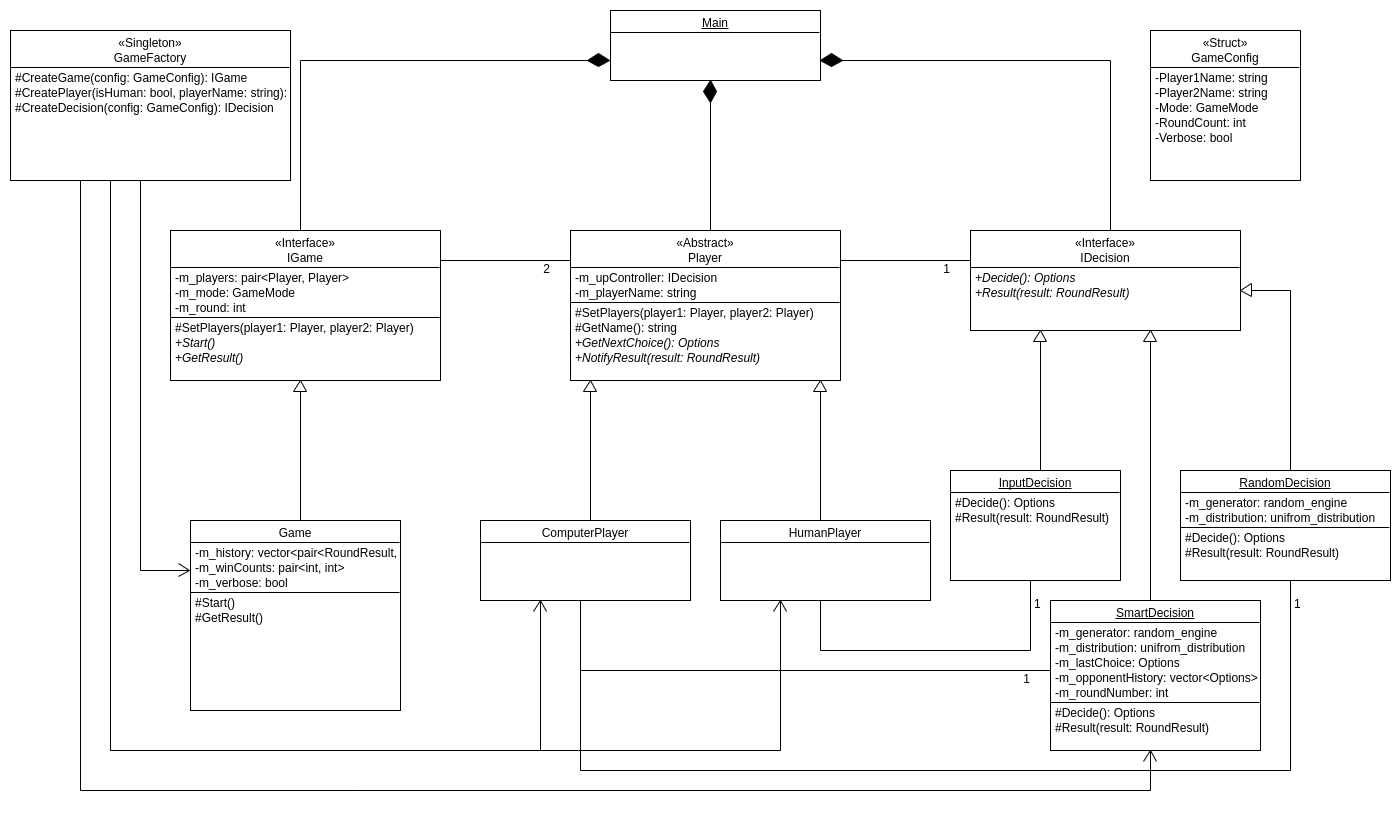 Main
«Singleton»
GameFactory
#CreateGame(config: GameConfig): IGame
#CreatePlayer(isHuman: bool, playerName: string):
#CreateDecision(config: GameConfig): IDecision
«Struct»
GameConfig
-Player1Name: string
-Player2Name: string
-Mode: GameMode
-RoundCount: int
-Verbose: bool
«Interface»
IGame
-m_players: pair<Player, Player>
-m_mode: GameMode
-m_round: int
#SetPlayers(player1: Player, player2: Player)
+Start()
+GetResult()
2
«Abstract»
Player
-m_upController: IDecision
-m_playerName: string
#SetPlayers(player1: Player, player2: Player)
#GetName(): string
+GetNextChoice(): Options
+NotifyResult(result: RoundResult)
1
«Interface»
IDecision
+Decide(): Options
+Result(result: RoundResult)
Game
-m_history: vector<pair<RoundResult,
-m_winCounts: pair<int, int>
-m_verbose: bool
#Start()
#GetResult()
ComputerPlayer
HumanPlayer
InputDecision
#Decide(): Options
#Result(result: RoundResult)
1
RandomDecision
-m_generator: random_engine
-m_distribution: unifrom_distribution
#Decide(): Options
#Result(result: RoundResult)
1
SmartDecision
-m_generator: random_engine
-m_distribution: unifrom_distribution
-m_lastChoice: Options
-m_opponentHistory: vector<Options>
-m_roundNumber: int
#Decide(): Options
#Result(result: RoundResult)
1